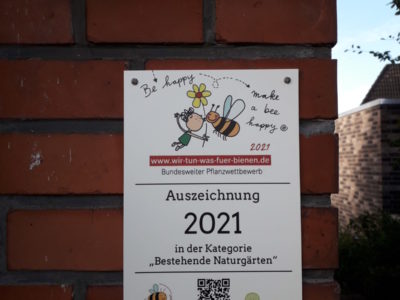 Be happy
make
a bee
happy
2021
www.wir-tun-was-fuer-bienen.de
Bundesweiter Pflanzwettbewerb
Auszeichnung
2021
in der Kategorie
„Bestehende Naturgärten“